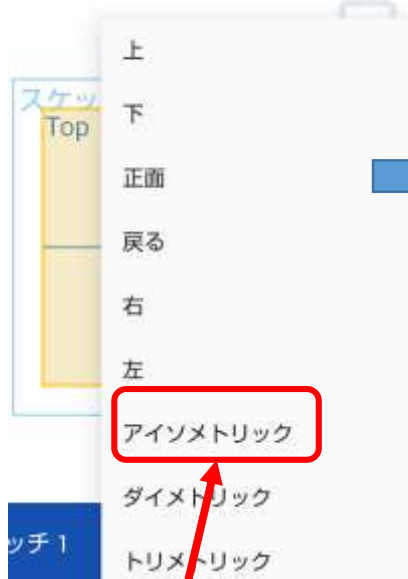 上
スケッ
Top
下
正面
戻る
右
左
アイソメトリック
ダイメトリック
ッチ 1
トリメトリック